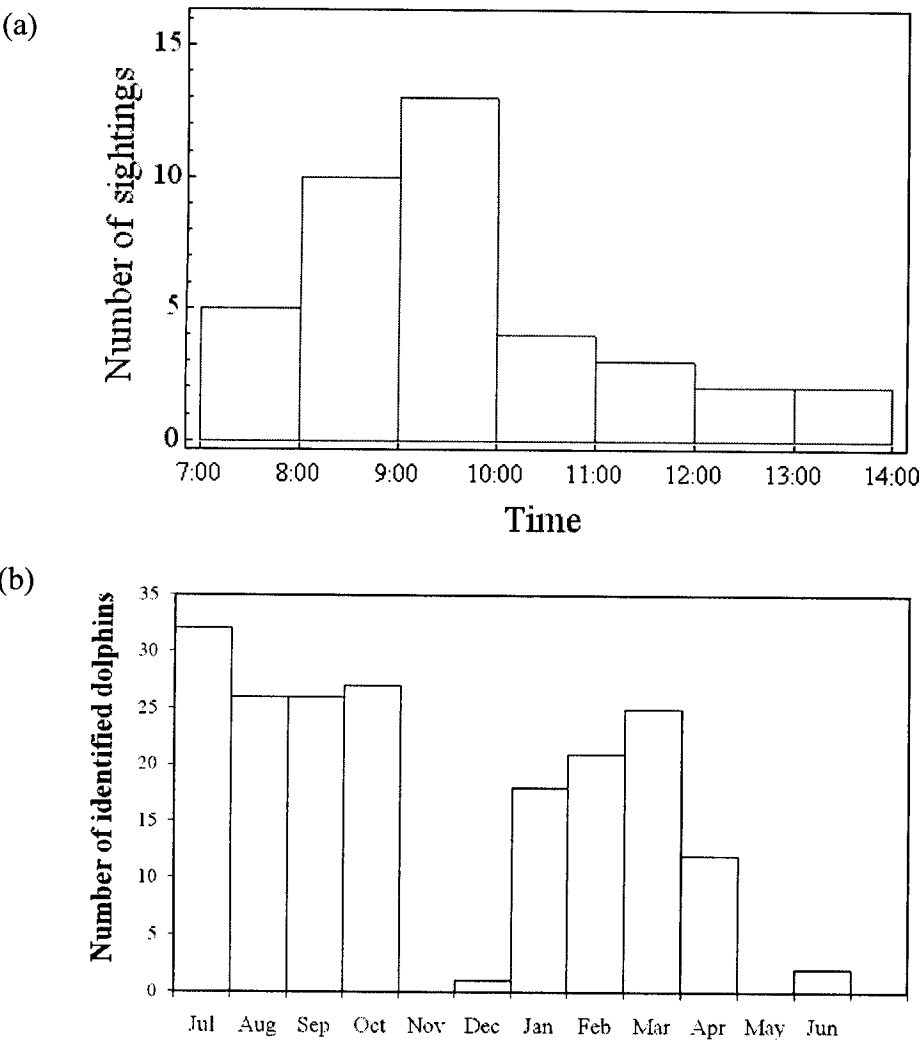 (a)
Number of sightings
15
10
5
0
7:00 8:00 9:00 10:00 11:00 12:00 13:00 14:00
Time
(b)
Number of identified dolphins
35
30
25
20
15
10
5
0
Jul Aug Sep Oct Nov Dec Jan Feb Mar Apr May Jun